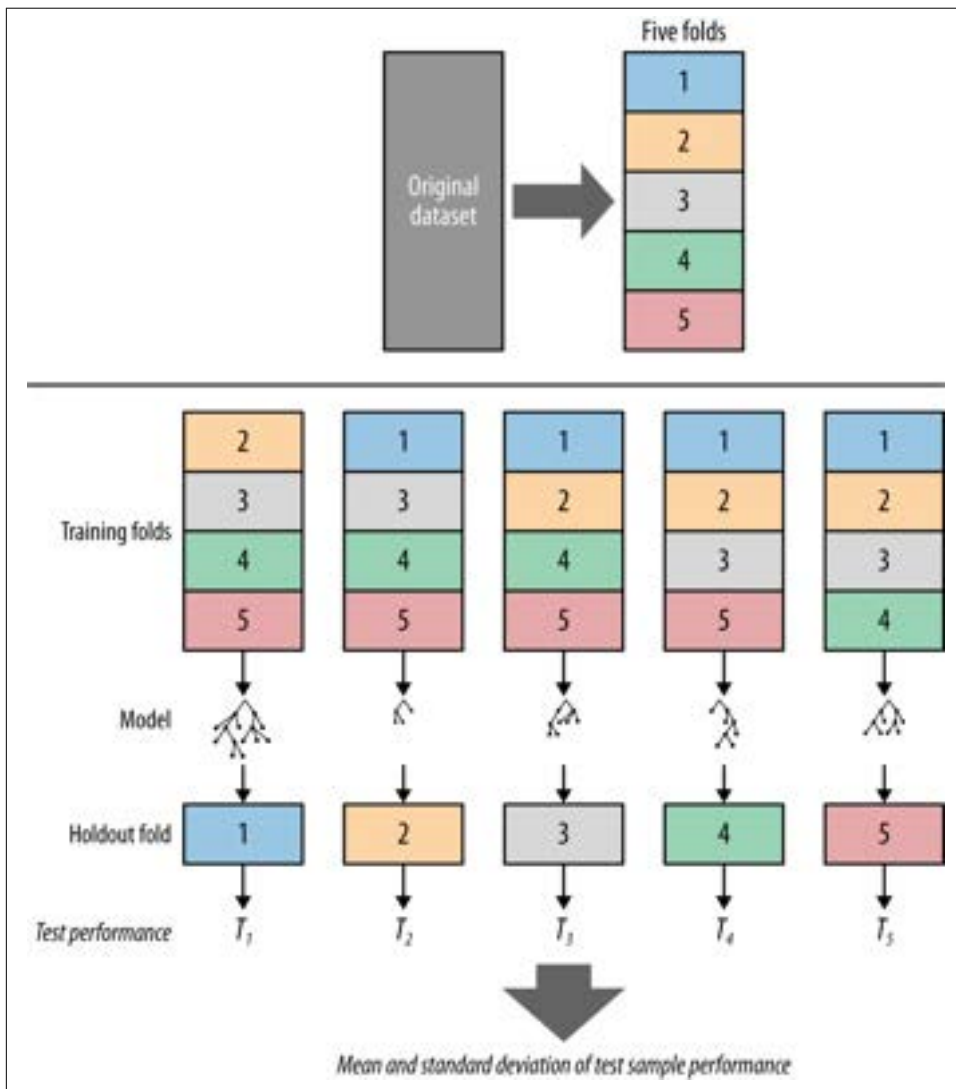 Five folds
1
2
Original
dataset
3
4
5
2 1 1 1 1
Training folds
3 3 2 2 2
4 4 4 3 3
5 5 5 5 4
Model
Holdout fold
1 2 3 4 5
Test performance
T₁ T₂ T₃ T₄ T₅
Mean and standard deviation of test sample performance